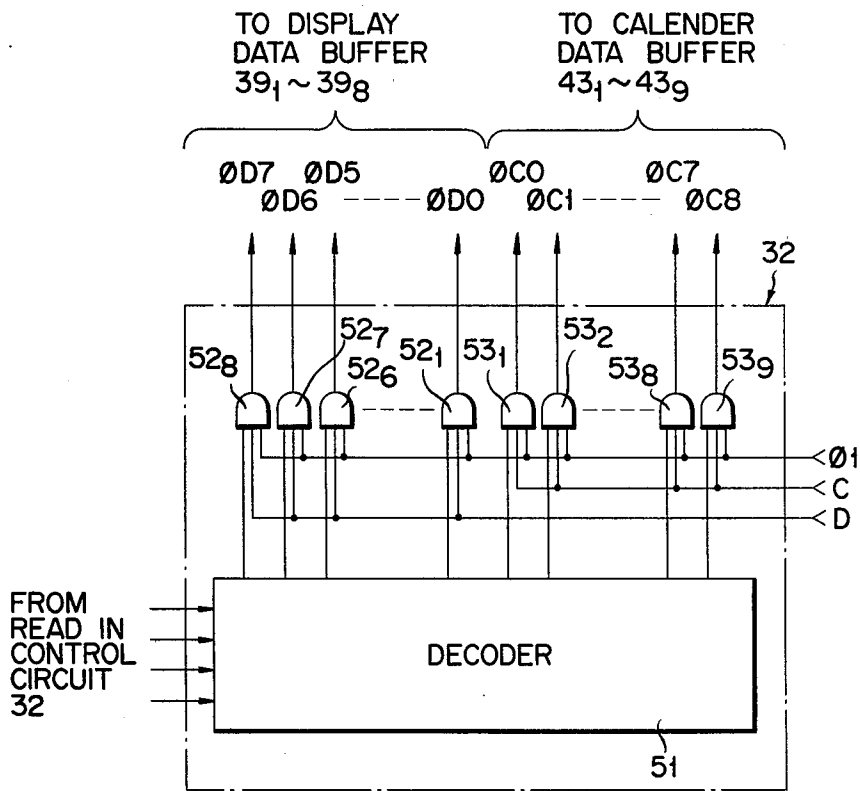 TO DISPLAY
DATA BUFFER
39₁~39₈
TO CALENDER
DATA BUFFER
43₁~43₉
ØD7
ØD6
ØD5
ØD0
ØC0
ØC1
ØC7
ØC8
32
52₈
52₇
52₆
52₁
53₁
53₂
53₈
53₉
Ø1
C
D
FROM
READ IN
CONTROL
CIRCUIT
32
DECODER
51